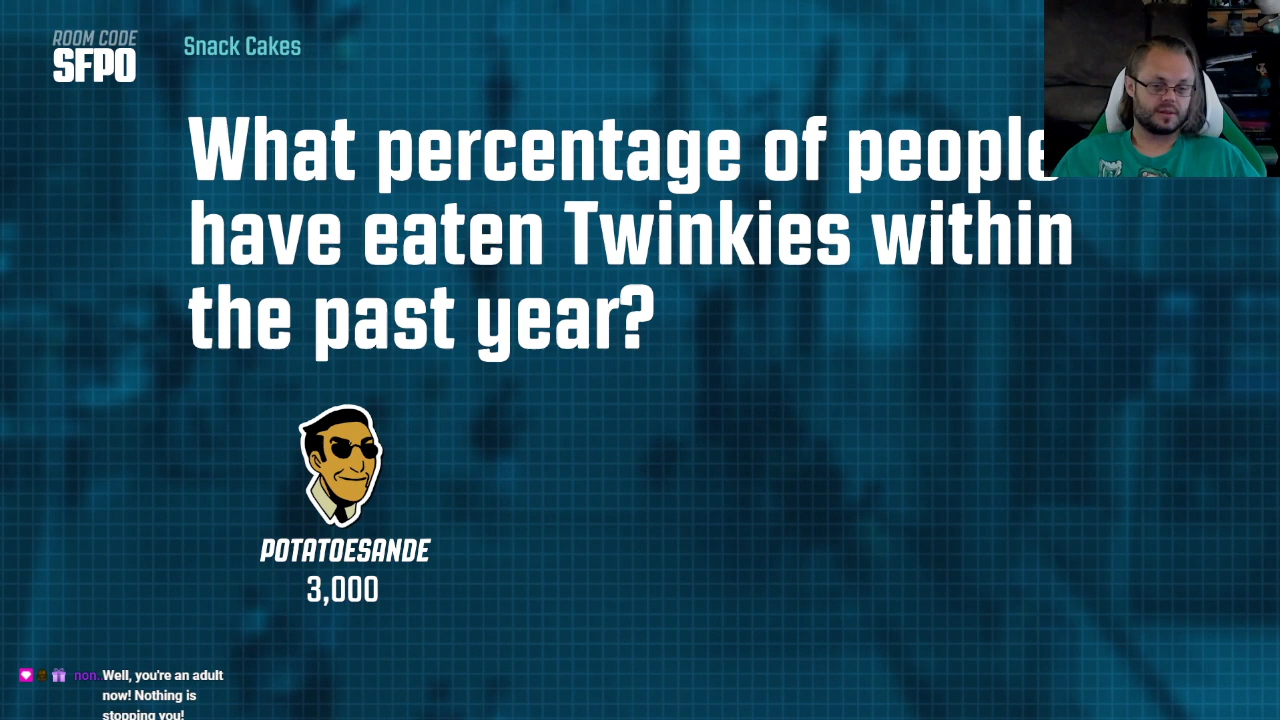 ROOM CODE
SFPO
Snack Cakes
What percentage of people
have eaten Twinkies within
the past year?
POTATOESANDE
3,000
non. Well, you're an adult
now! Nothing is
stopping you!